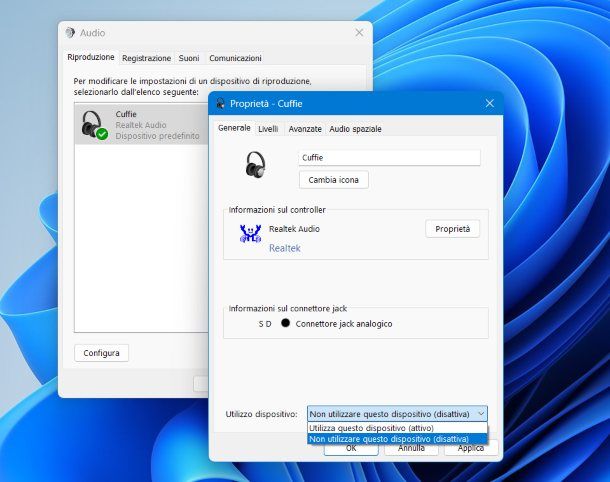 Audio
Riproduzione Registrazione Suoni Comunicazioni
Per modificare le impostazioni di un dispositivo di riproduzione,
selezionarlo dall'elenco seguente:
Cuffie
Realtek Audio
Dispositivo predefinito
Configura
Proprietà - Cuffie
Generale Livelli Avanzate Audio spaziale
Cuffie
Cambia icona
Informazioni sul controller
Realtek Audio
Proprietà
Realtek
Informazioni sul connettore jack
S D Connettore jack analogico
Utilizzo dispositivo: Non utilizzare questo dispositivo (disattiva)
Utilizza questo dispositivo (attivo)
Non utilizzare questo dispositivo (disattiva)
OK Annulla Applica